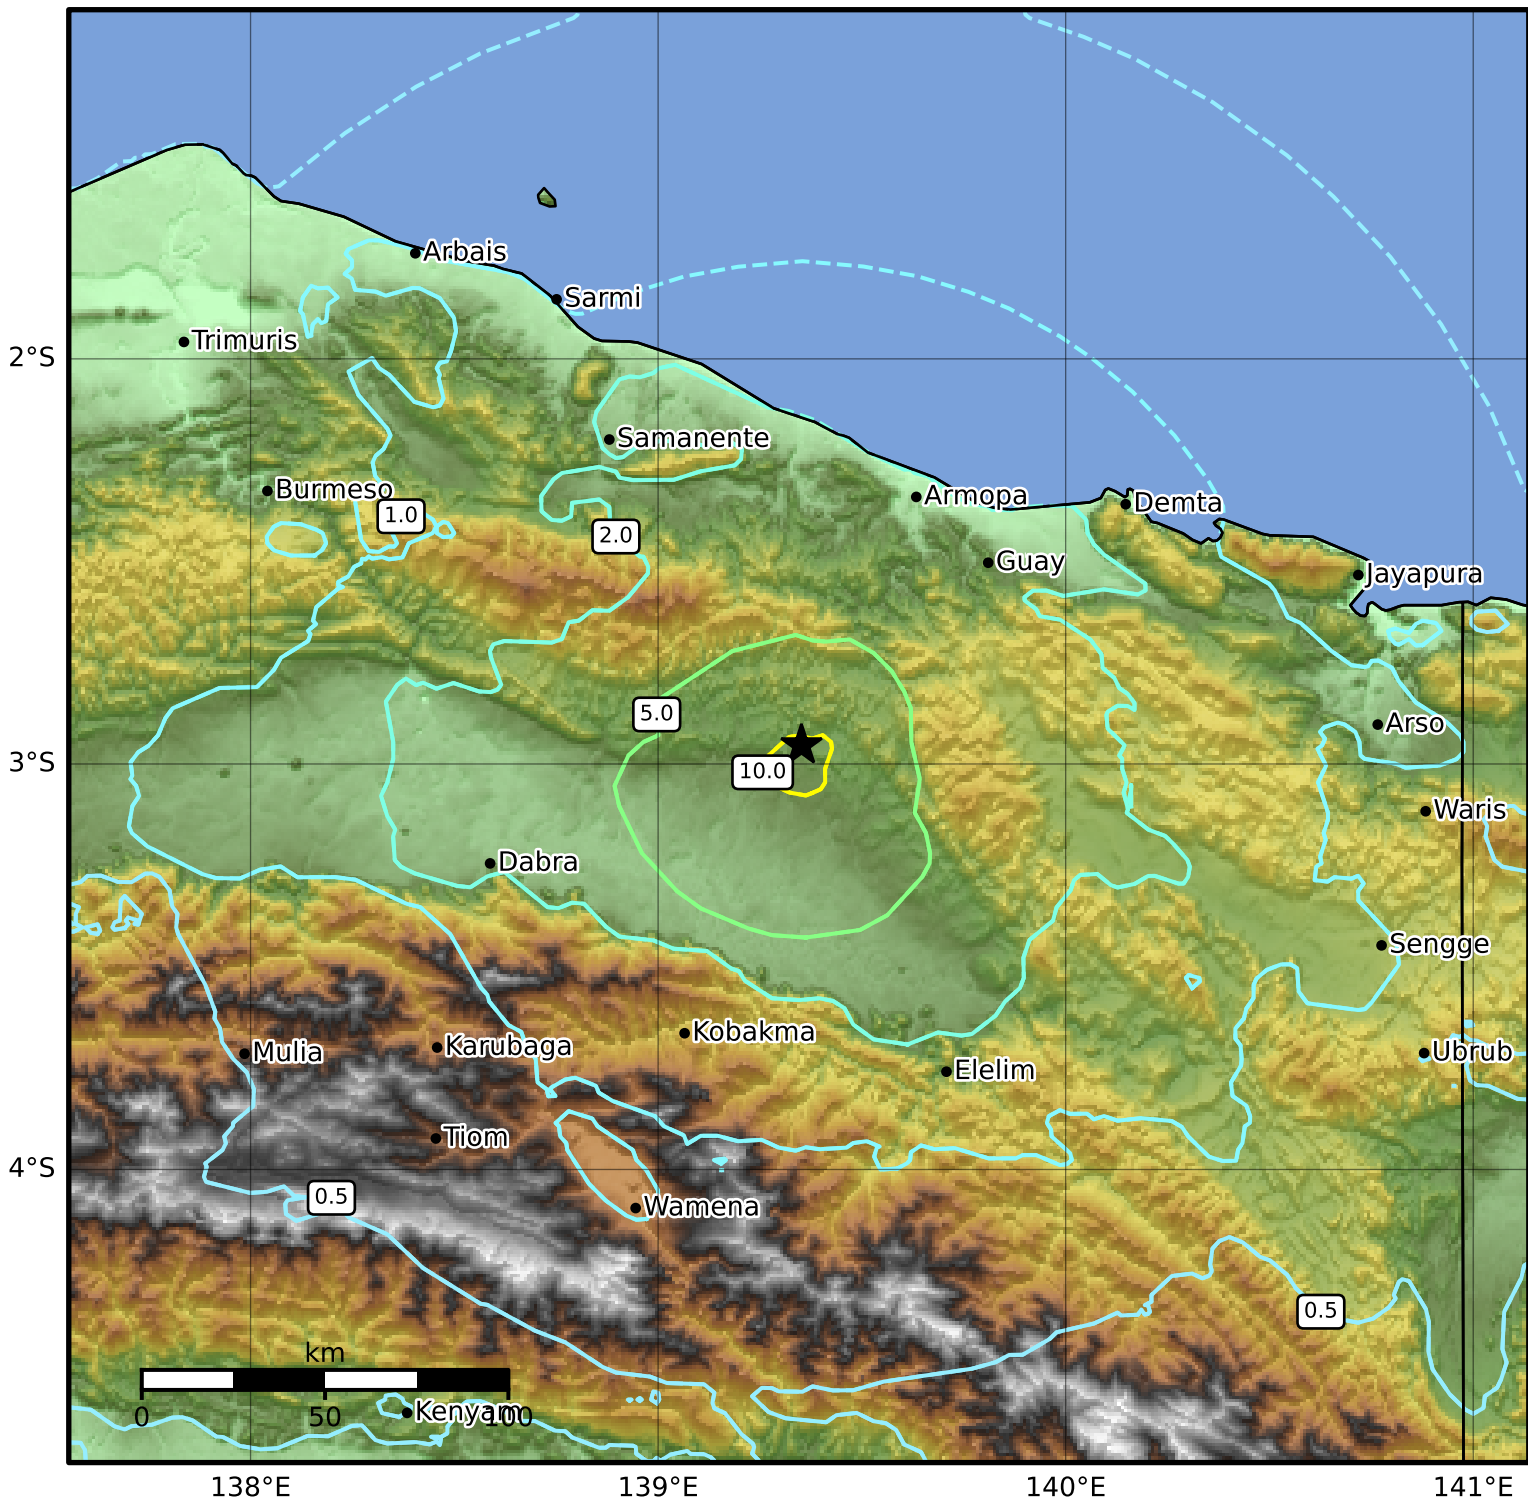 Arbais
Sarmi
Trimuris
2°S
Samanente
Burmeso
Armopa
Demta
1.0
2.0
Guay
Jayapura
5.0
Arso
3°S
10.0
Waris
Dabra
Sengge
Kobakma
Karubaga
Mulia
Ubrub
Elelim
Tiom
4°S
0.5
Wamena
0.5
km
Kenyam
0 50 100
138°E 139°E 140°E 141°E